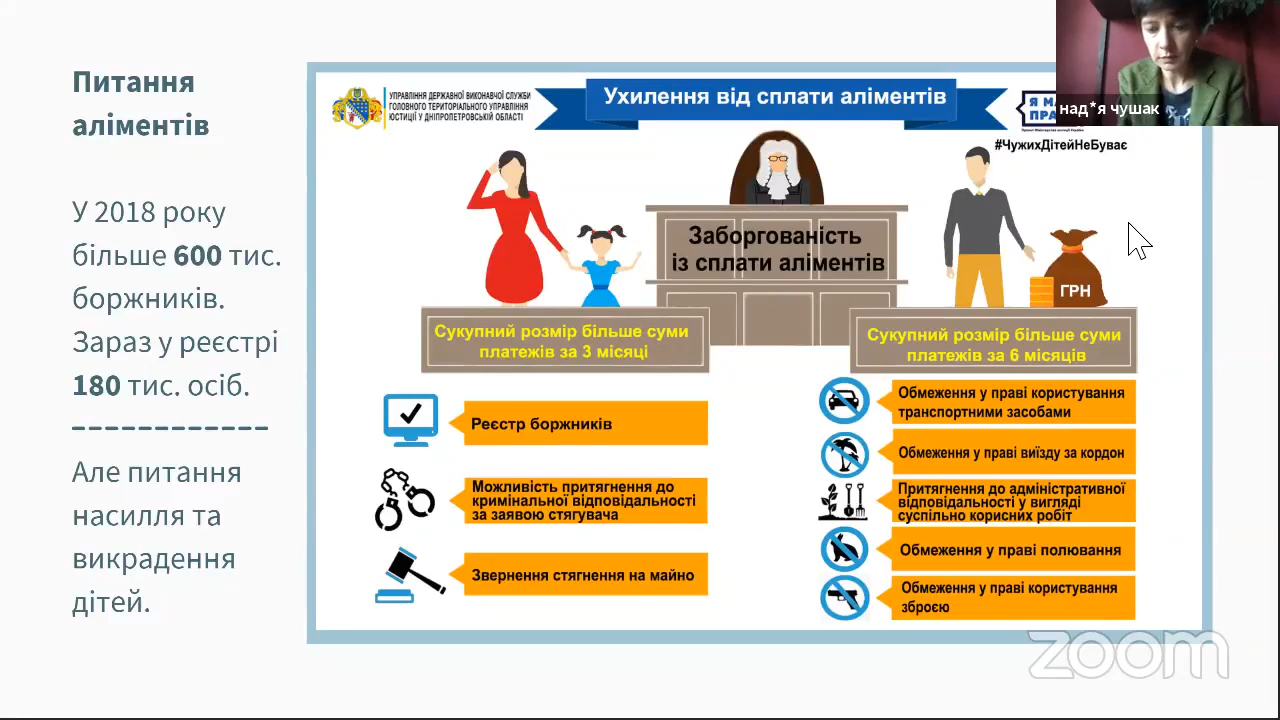 Питання
аліментів
У 2018 року
більше 600 тис.
боржників.
Зараз у реєстрі
180 тис. осіб.
------------
Але питання
насилля та
викрадення
дітей.
УПРАВЛІННЯ ДЕРЖАВНОЇ ВИКОНАВЧОЇ СЛУЖБИ
ГОЛОВНОГО ТЕРИТОРІАЛЬНОГО УПРАВЛІННЯ
ЮСТИЦІЇ У ДНІПРОПЕТРОВСЬКІЙ ОБЛАСТІ
Ухилення від сплати аліментів
Я М
ПРА
над*я чушак
#ЧужихДітейНеБуває
Заборгованість
із сплати аліментів
ГРН
Сукупний розмір більше суми
платежів за 3 місяці
Реєстр боржників
Можливість притягнення до
кримінальної відповідальності
за заявою стягувача
Звернення стягнення на майно
Сукупний розмір більше суми
платежів за 6 місяців
Обмеження у праві користування
транспортними засобами
Обмеження у праві виїзду за кордон
Притягнення до адміністративної
відповідальності у вигляді
суспільно корисних робіт
Обмеження у праві полювання
Обмеження у праві користування
зброєю
zoom